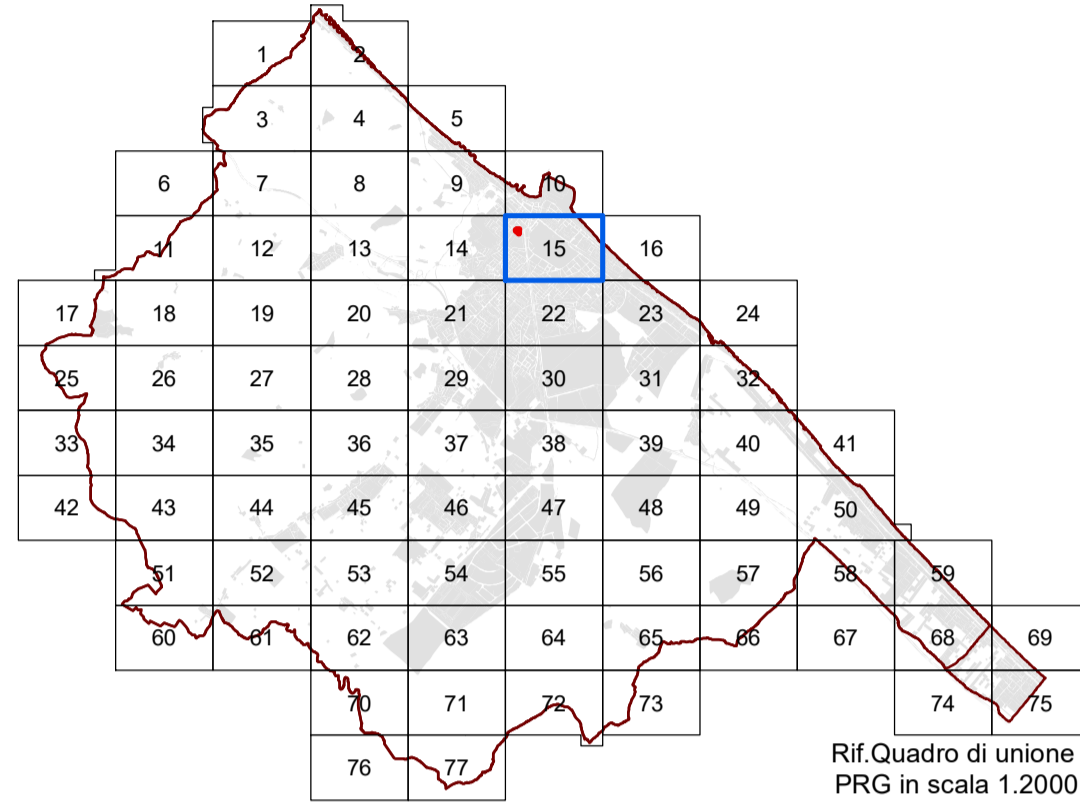 1 2
3 4 5
6 7 8 9 10
11 12 13 14 15 16
17 18 19 20 21 22 23 24
25 26 27 28 29 30 31 32
33 34 35 36 37 38 39 40 41
42 43 44 45 46 47 48 49 50
51 52 53 54 55 56 57 58 59
60 61 62 63 64 65 66 67 68 69
70 71 72 73 74 75
76 77
Rif.Quadro di unione
PRG in scala 1.2000